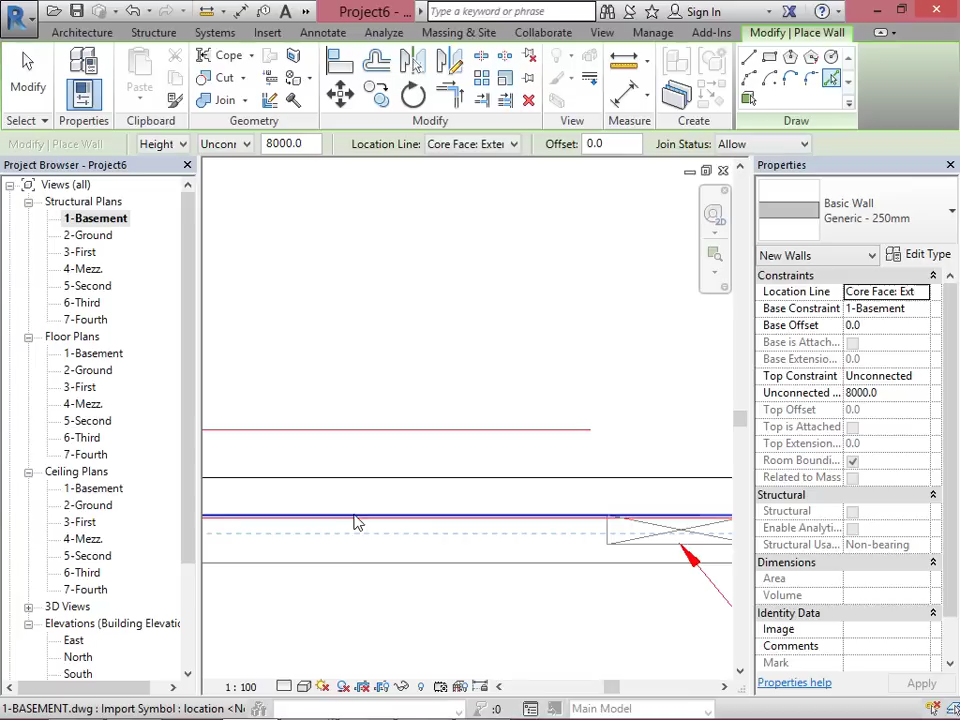 Project6 - ...
Type a keyword or phrase
Sign In
Architecture
Structure
Systems
Insert
Annotate
Analyze
Massing & Site
Collaborate
View
Manage
Add-Ins
Modify | Place Wall
Modify
Paste
Cope
Cut
Join
Select
Properties
Clipboard
Geometry
Modify
View
Measure
Create
Draw
Modify | Place Wall
Height
Uncon
8000.0
Location Line:
Core Face: Exter
Offset:
0.0
Join Status:
Allow
Project Browser - Project6
Views (all)
Structural Plans
1-Basement
2-Ground
3-First
4-Mezz.
5-Second
6-Third
7-Fourth
Floor Plans
1-Basement
2-Ground
3-First
4-Mezz.
5-Second
6-Third
7-Fourth
Ceiling Plans
1-Basement
2-Ground
3-First
4-Mezz.
5-Second
6-Third
7-Fourth
3D Views
Elevations (Building Elevatio
East
North
South
2D
Properties
Basic Wall
Generic - 250mm
New Walls
Edit Type
Constraints
Location Line
Core Face: Ext
Base Constraint
1-Basement
Base Offset
0.0
Base is Attach...
Base Extensio...
0.0
Top Constraint
Unconnected
Unconnected ...
8000.0
Top Offset
0.0
Top is Attached
Top Extension...
0.0
Room Boundi...
Related to Mass
Structural
Structural
Enable Analyti...
Structural Usa...
Non-bearing
Dimensions
Area
Volume
Identity Data
Image
Comments
Mark
Properties help
Apply
1 : 100
1-BASEMENT.dwg : Import Symbol : location <No
:0
Main Model